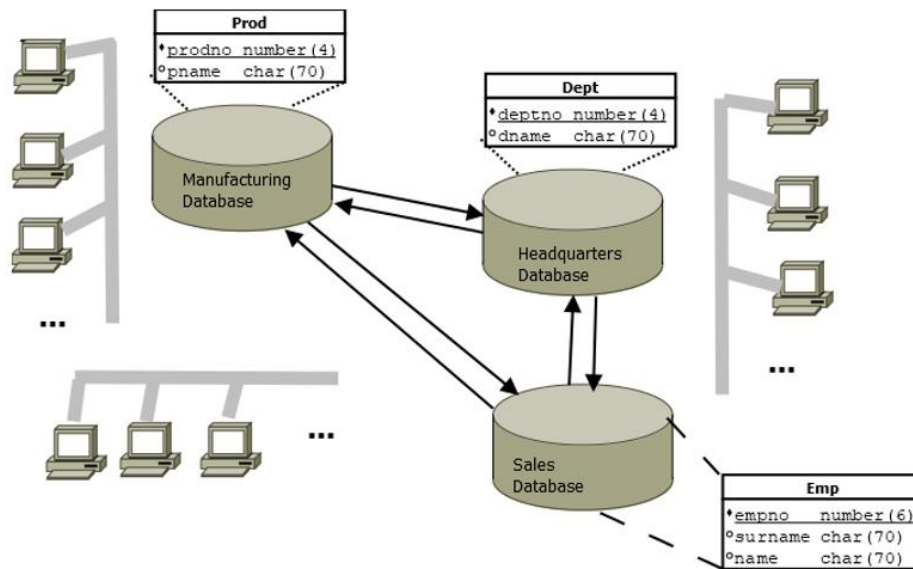 Prod
♦prodno number(4)
○pname char(70)
Dept
♦deptno number(4)
○dname char(70)
Manufacturing
Database
Headquarters
Database
...
...
...
Sales
Database
Emp
♦empno number(6)
○surname char(70)
○name char(70)